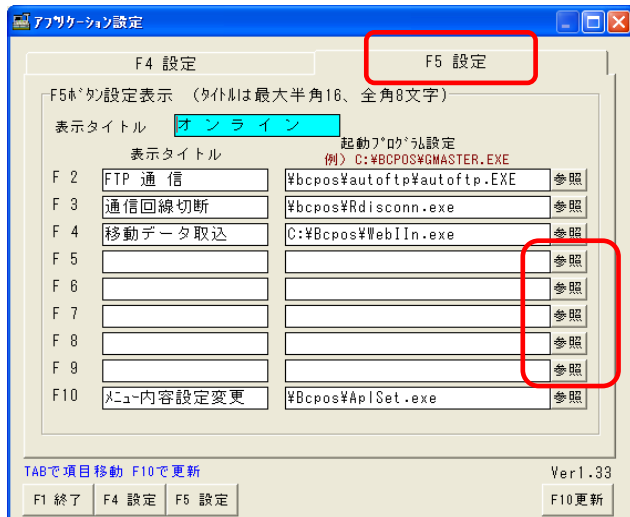 アプリケーション設定
F4 設定 F5 設定
F5ボタン設定表示 (タイトルは最大半角16、全角8文字)
表示タイトル オ ン ラ イ ン
表示タイトル 起動プログラム設定
例) C:¥BCPOS¥GMASTER.EXE
F 2 FTP 通 信 ¥bcpos¥autoftp¥autoftp.EXE 参照
F 3 通信回線切断 ¥bcpos¥Rdisconn.exe 参照
F 4 移動データ取込 C:¥Bcpos¥WebIIn.exe 参照
F 5 参照
F 6 参照
F 7 参照
F 8 参照
F 9 参照
F10 メニュー内容設定変更 ¥Bcpos¥AplSet.exe 参照
TABで項目移動 F10で更新 Ver1.33
F1 終了 F4 設定 F5 設定 F10更新